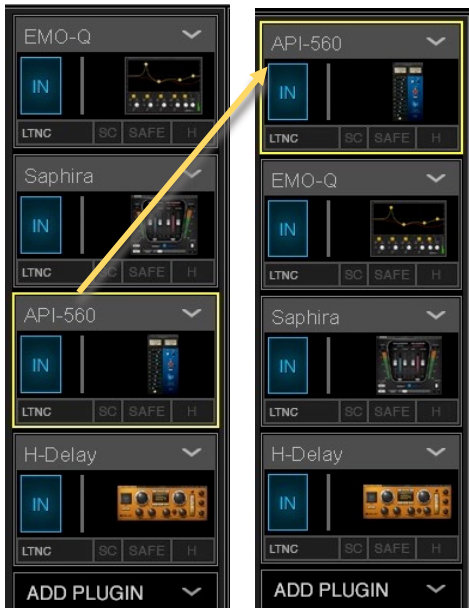 EMO-Q
IN
LTNC SC SAFE H
Saphira
IN
LTNC SC SAFE H
API-560
IN
LTNC SC SAFE H
H-Delay
IN
LTNC SC SAFE H
ADD PLUGIN
API-560
IN
LTNC SC SAFE H
EMO-Q
IN
LTNC SC SAFE H
Saphira
IN
LTNC SC SAFE H
H-Delay
IN
LTNC SC SAFE H
ADD PLUGIN